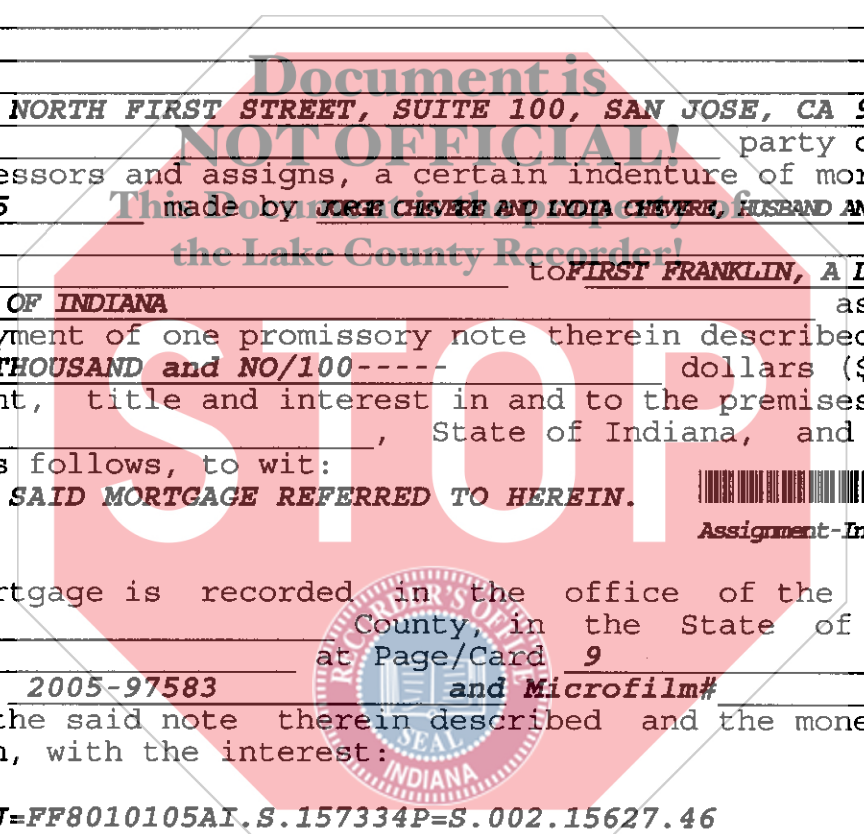 Document is
NORTH FIRST STREET, SUITE 100, SAN JOSE, CA 9
NOT OFFICIAL!
party o
essors and assigns, a certain indenture of mor
5 made by JORGE CHEVERE AND LYDIA CHEVERE, HUSBAND AN
This Document is the property of
the Lake County Recorder!
to FIRST FRANKLIN, A D
OF INDIANA as
yment of one promissory note therein described
THOUSAND and NO/100----- dollars ($
nt, title and interest in and to the premises
, State of Indiana, and
s follows, to wit:
SAID MORTGAGE REFERRED TO HEREIN.
Assignment-In
STOP
rtgage is recorded in the office of the
County, in the State of
at Page/Card 9
2005-97583 and Microfilm#
the said note therein described and the mone
n, with the interest:
RECORDER'S OFFICE
SEAL
INDIANA
J=FF8010105AI.S.157334P=S.002.15627.46